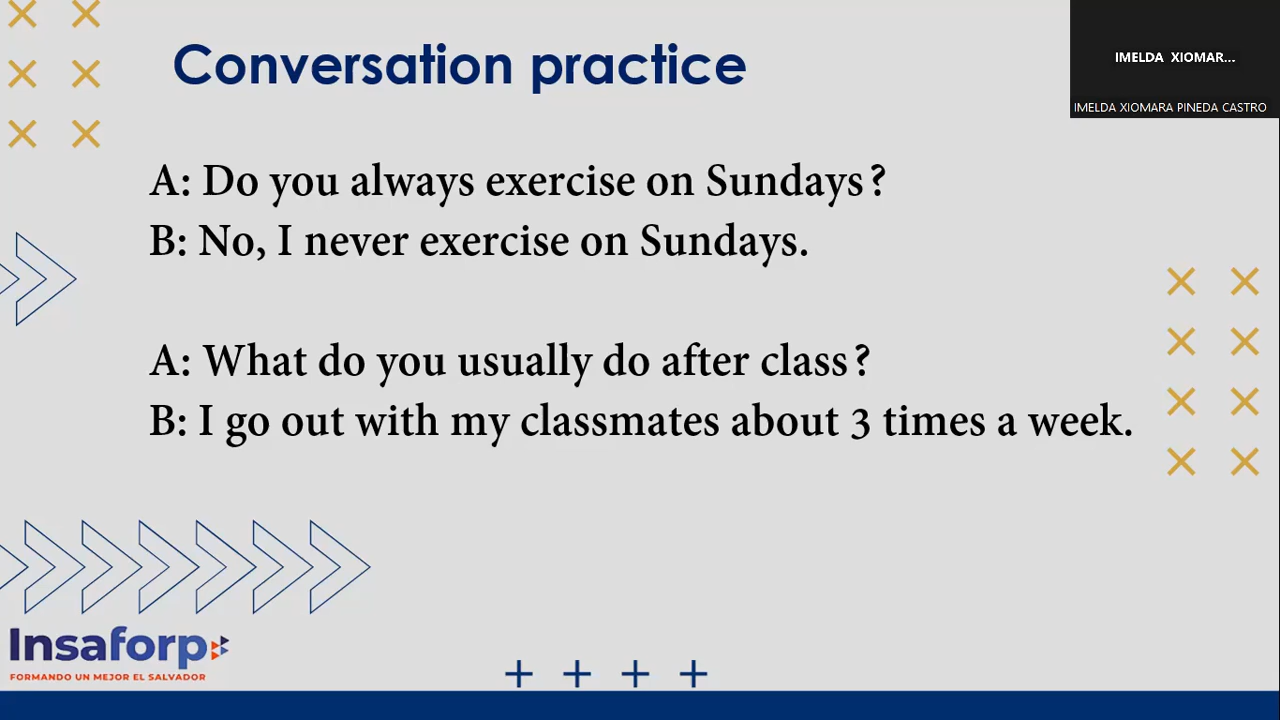 Conversation practice
IMELDA XIOMAR...
IMELDA XIOMARA PINEDA CASTRO
A: Do you always exercise on Sundays?
B: No, I never exercise on Sundays.
A: What do you usually do after class?
B: I go out with my classmates about 3 times a week.
Insaforp
FORMANDO UN MEJOR EL SALVADOR